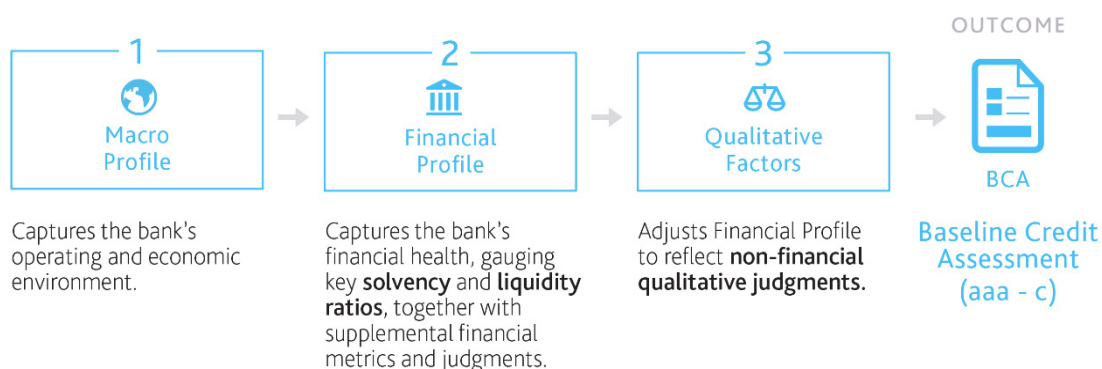 1
Macro
Profile
Captures the bank's
operating and economic
environment.
2
Financial
Profile
Captures the bank's
financial health, gauging
key solvency and liquidity
ratios, together with
supplemental financial
metrics and judgments.
3
Qualitative
Factors
Adjusts Financial Profile
to reflect non-financial
qualitative judgments.
OUTCOME
BCA
Baseline Credit
Assessment
(aaa - c)